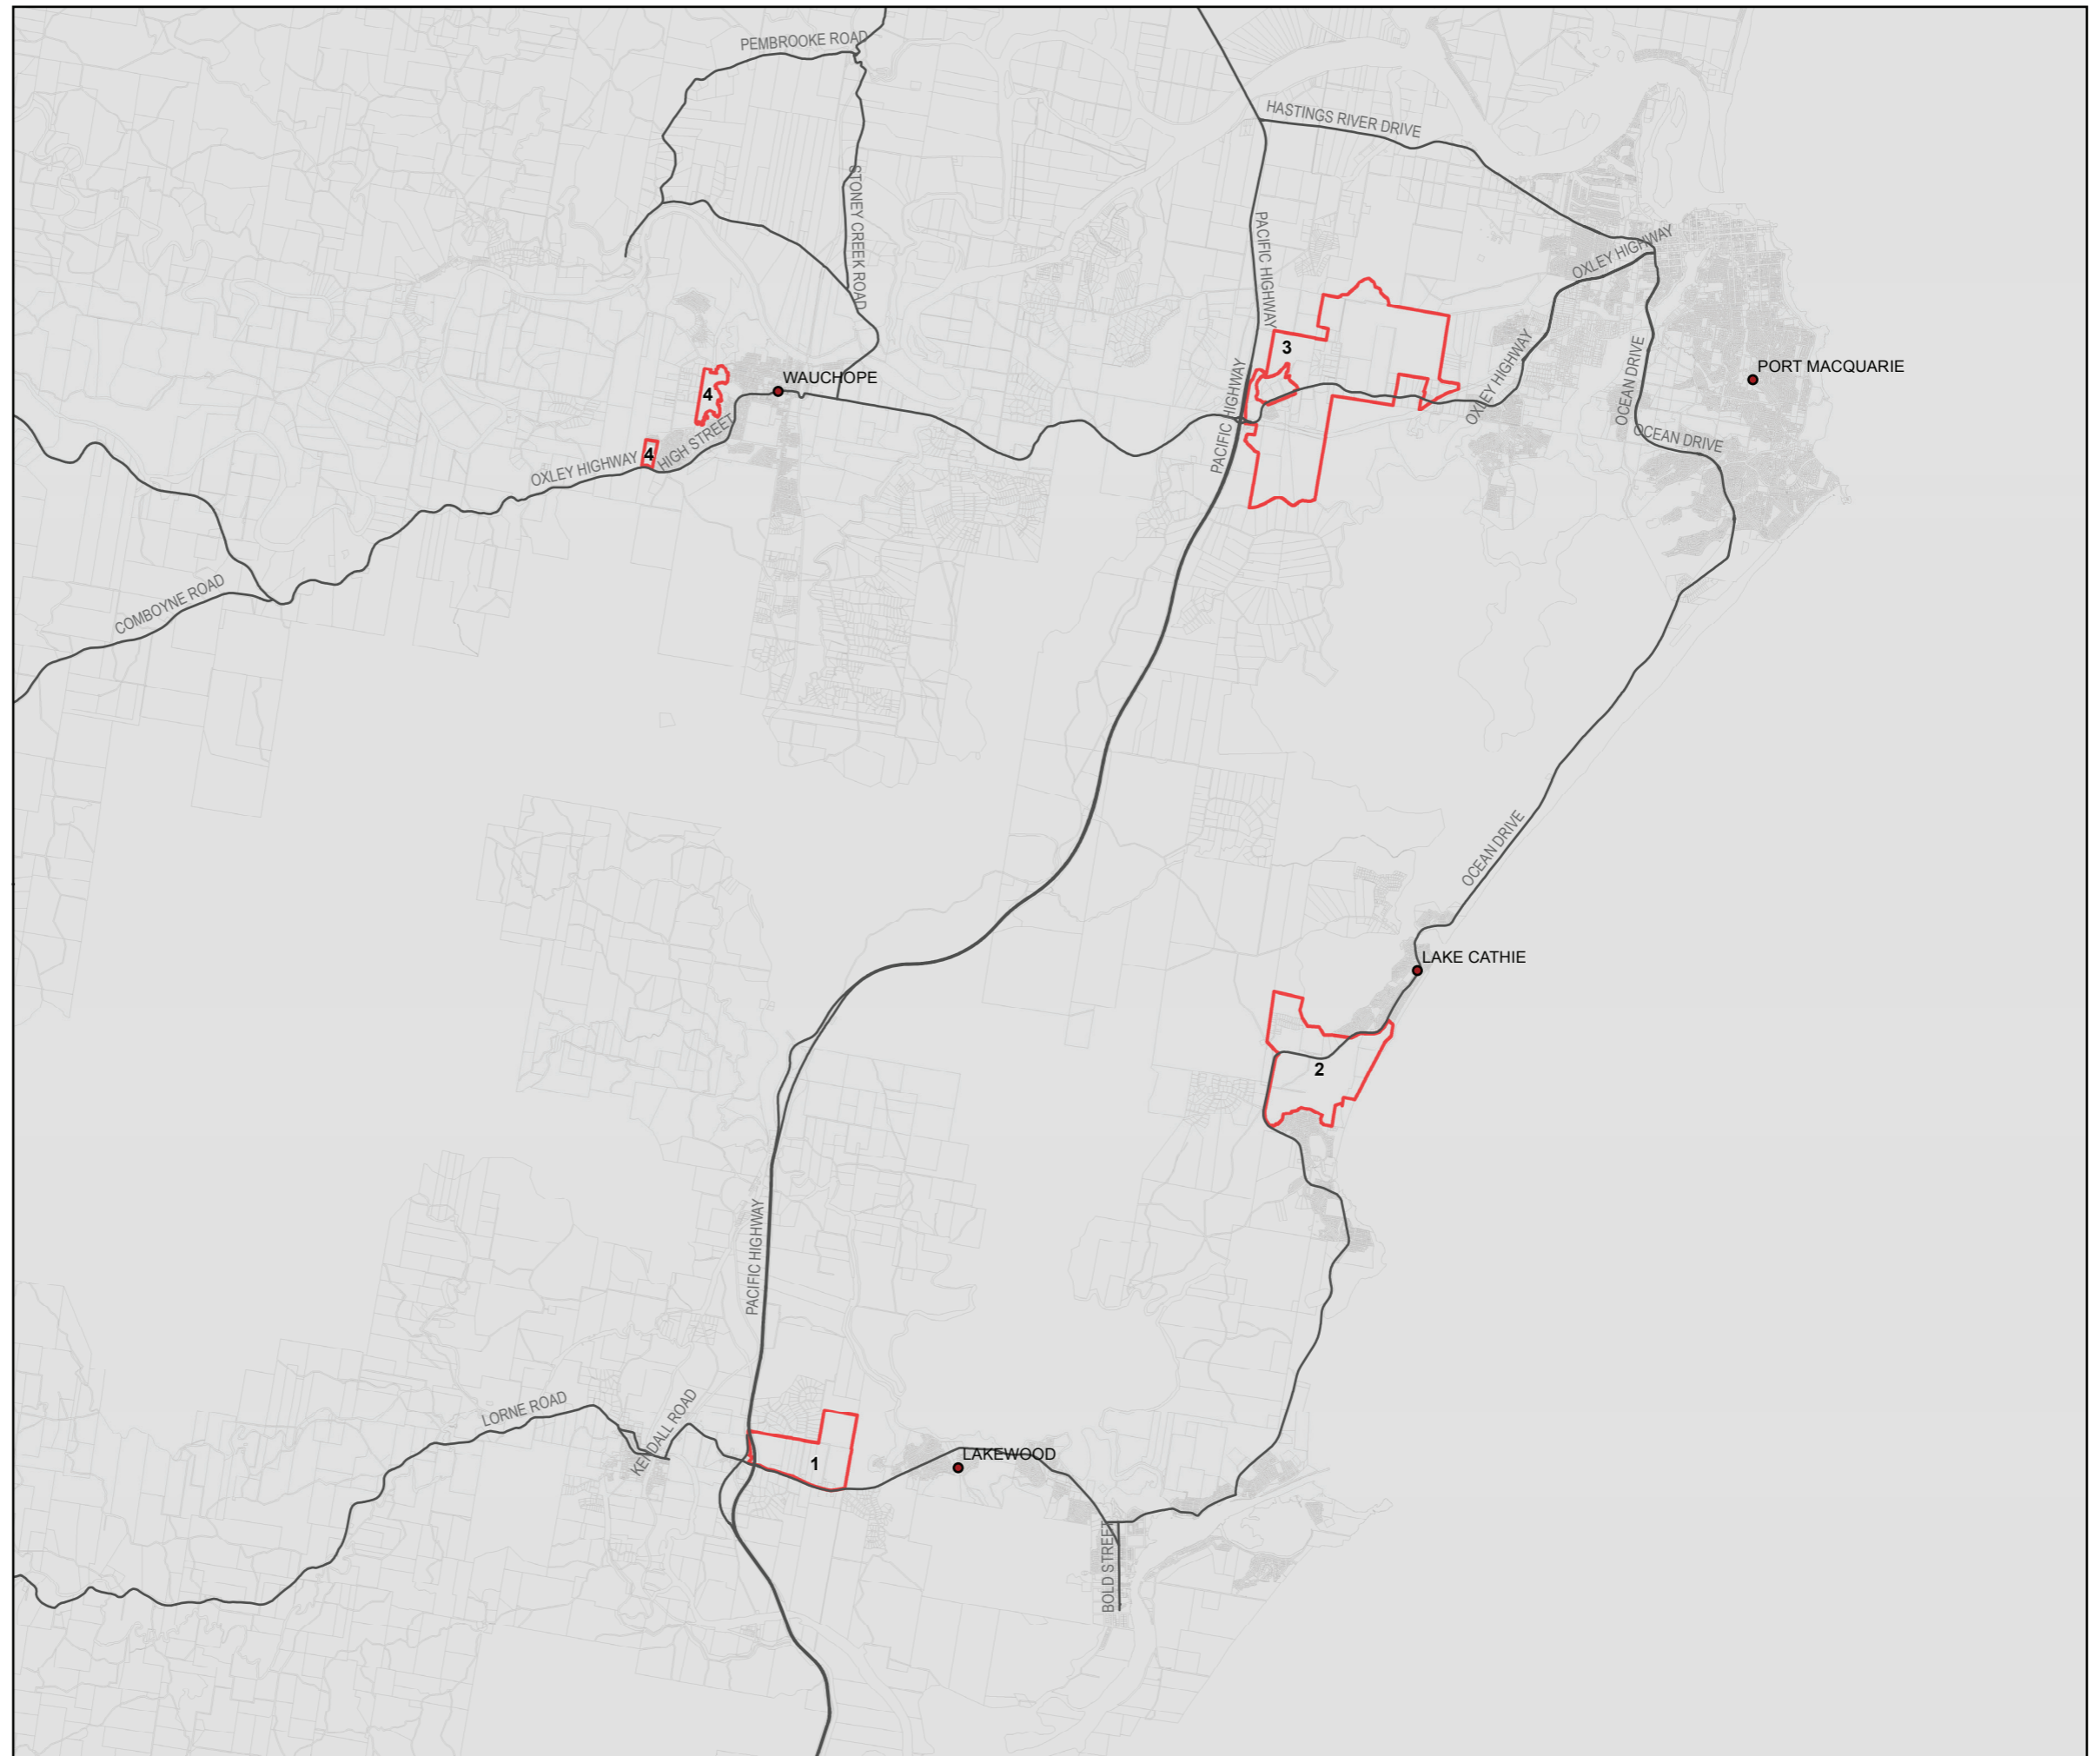 PEMBROOKE ROAD
HASTINGS RIVER DRIVE
STONEY CREEK ROAD
PACIFIC HIGHWAY
OXLEY HIGHWAY
3
OCEAN DRIVE
PORT MACQUARIE
WAUCHOPE
4
OXLEY HIGHWAY
PACIFIC HIGHWAY
OCEAN DRIVE
HIGH STREET
4
OXLEY HIGHWAY
COMBOYNE ROAD
OCEAN DRIVE
LAKE CATHIE
2
PACIFIC HIGHWAY
LORNE ROAD
KENDALL ROAD
1
LAKEWOOD
BOLD STREET